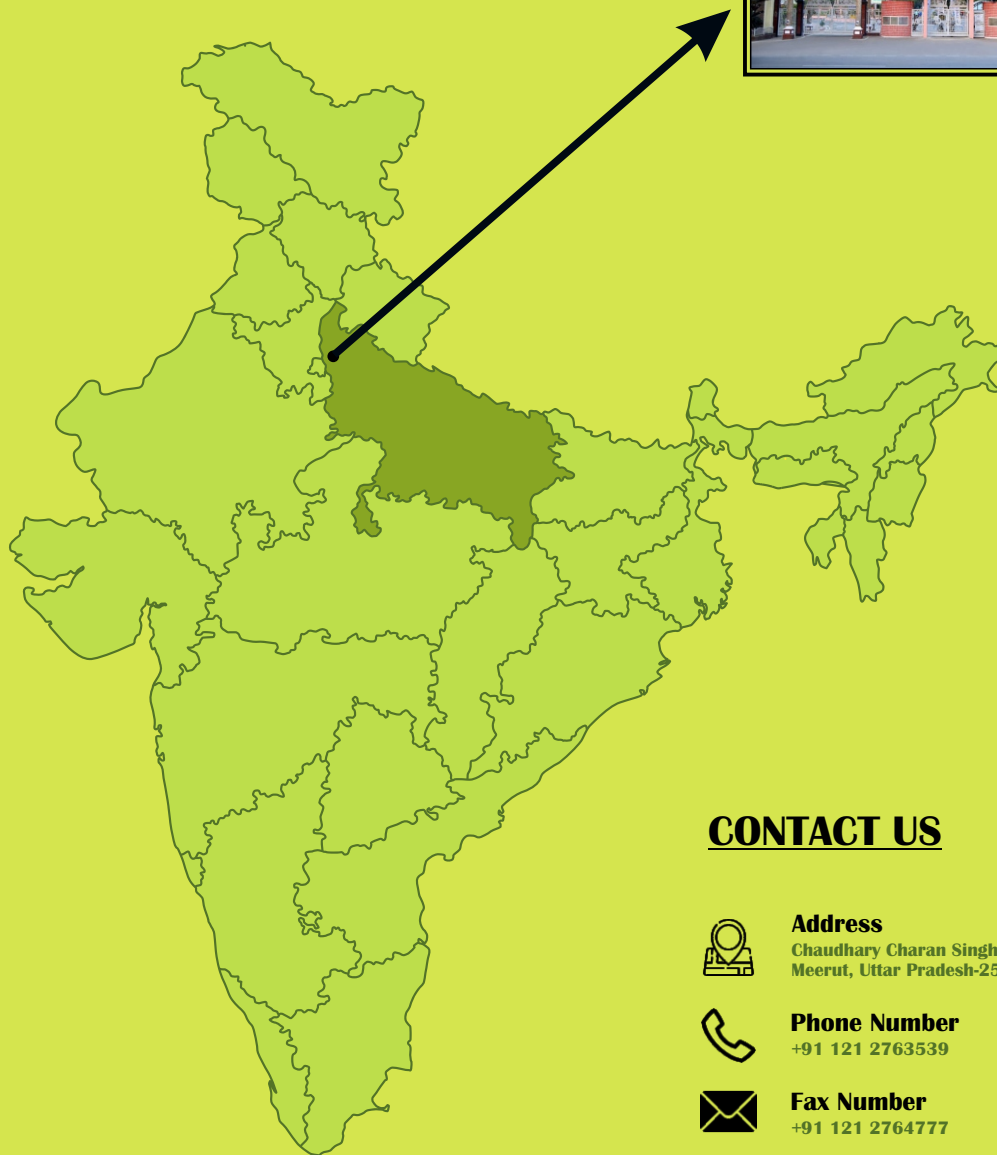 CONTACT US
Address
Chaudhary Charan Singh
Meerut, Uttar Pradesh-25
Phone Number
+91 121 2763539
Fax Number
+91 121 2764777